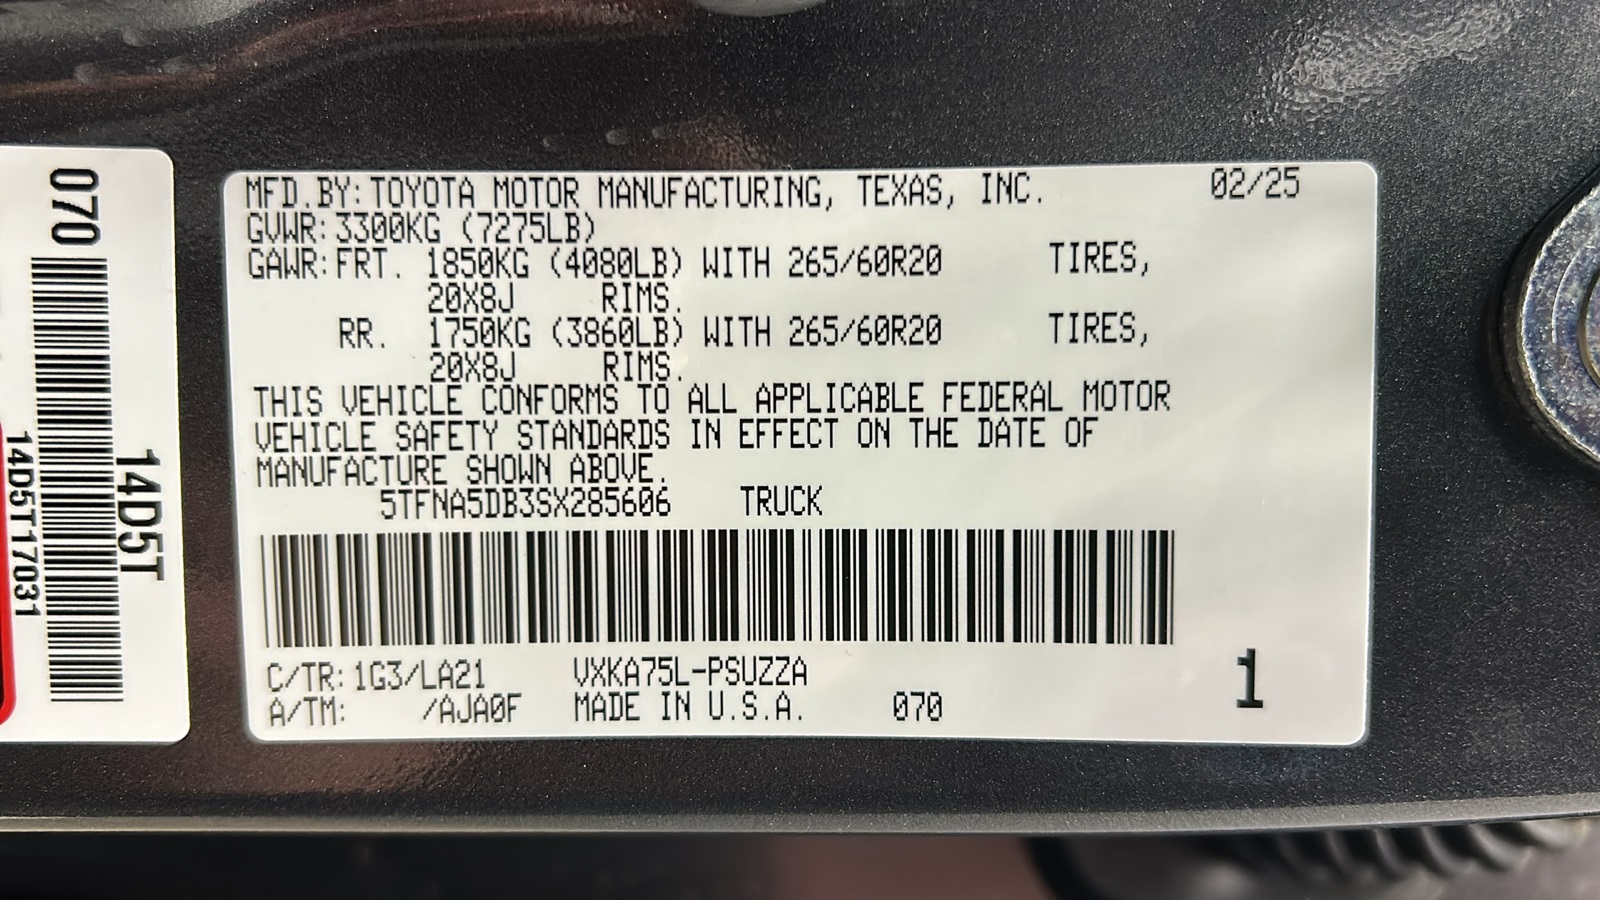 070
14D5T
14D5T17031
MFD.BY: TOYOTA MOTOR MANUFACTURING, TEXAS, INC. 02/25
GVWR: 3300KG (7275LB)
GAWR: FRT. 1850KG (4080LB) WITH 265/60R20 TIRES,
20X8J RIMS.
RR. 1750KG (3860LB) WITH 265/60R20 TIRES,
20X8J RIMS.
THIS VEHICLE CONFORMS TO ALL APPLICABLE FEDERAL MOTOR
VEHICLE SAFETY STANDARDS IN EFFECT ON THE DATE OF
MANUFACTURE SHOWN ABOVE.
5TFNA5DB3SX285606 TRUCK
C/TR: 1G3/LA21 VXKA75L-PSUZZA
A/TM: /AJA0F MADE IN U.S.A. 070
1